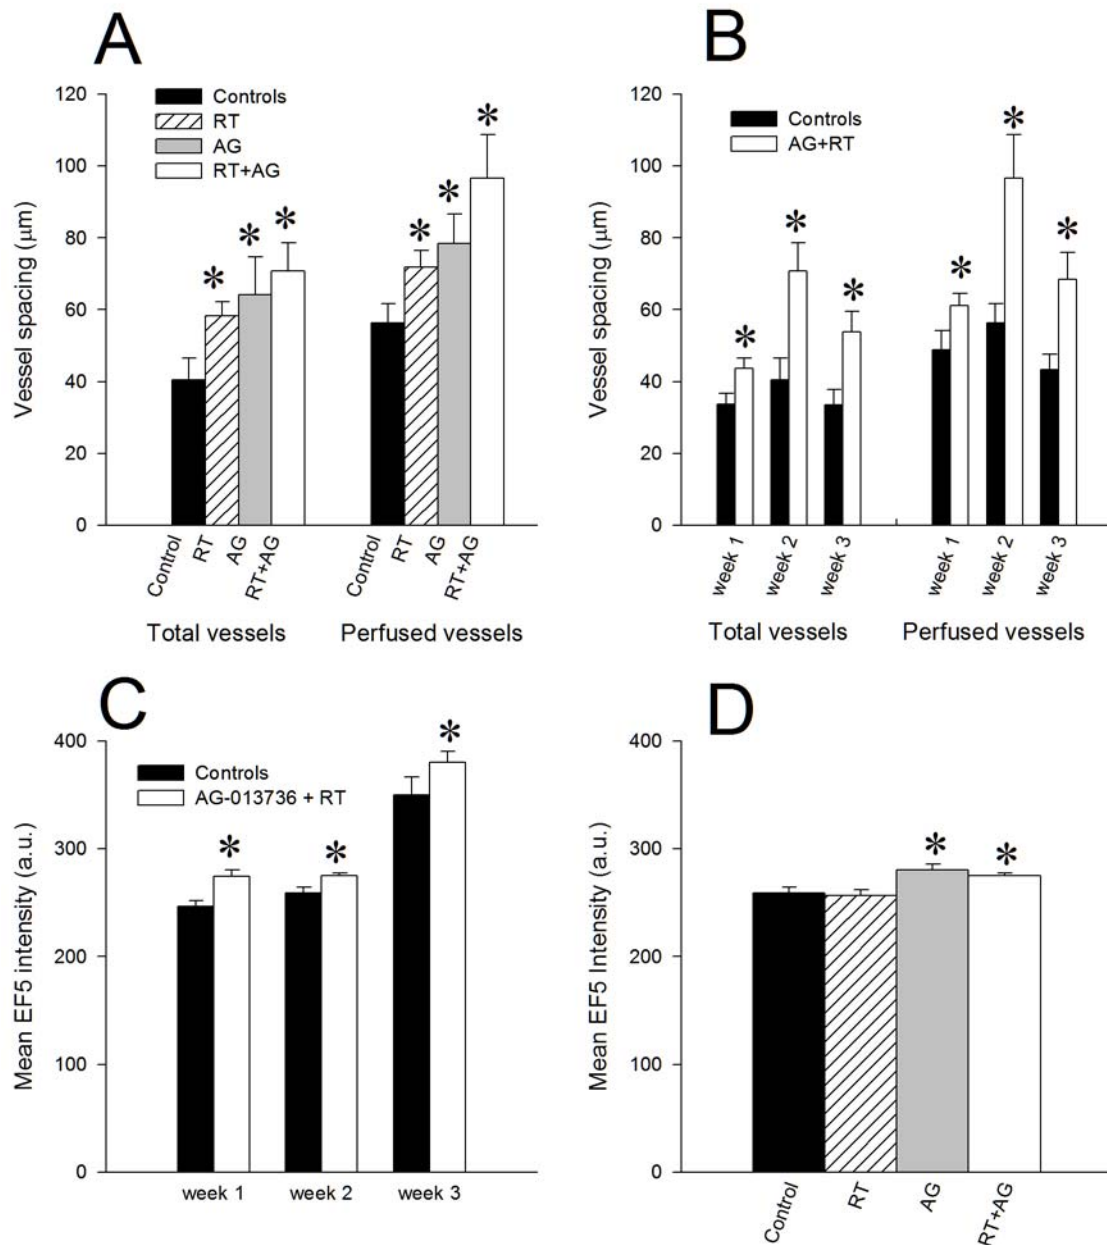 A
120
100
80
60
40
20
0
Vessel spacing (μm)
Controls
RT
AG
RT+AG
*
*
*
*
*
*
*
Control
RT
AG
RT+AG
Control
RT
AG
RT+AG
Total vessels
Perfused vessels
B
120
100
80
60
40
20
0
Vessel spacing (μm)
Controls
AG+RT
*
*
*
*
*
*
week 1
week 2
week 3
week 1
week 2
week 3
Total vessels
Perfused vessels
C
400
300
200
100
0
Mean EF5 intensity (a.u.)
Controls
AG-013736 + RT
*
*
*
week 1
week 2
week 3
D
400
300
200
100
0
Mean EF5 Intensity (a.u.)
*
*
Control
RT
AG
RT+AG